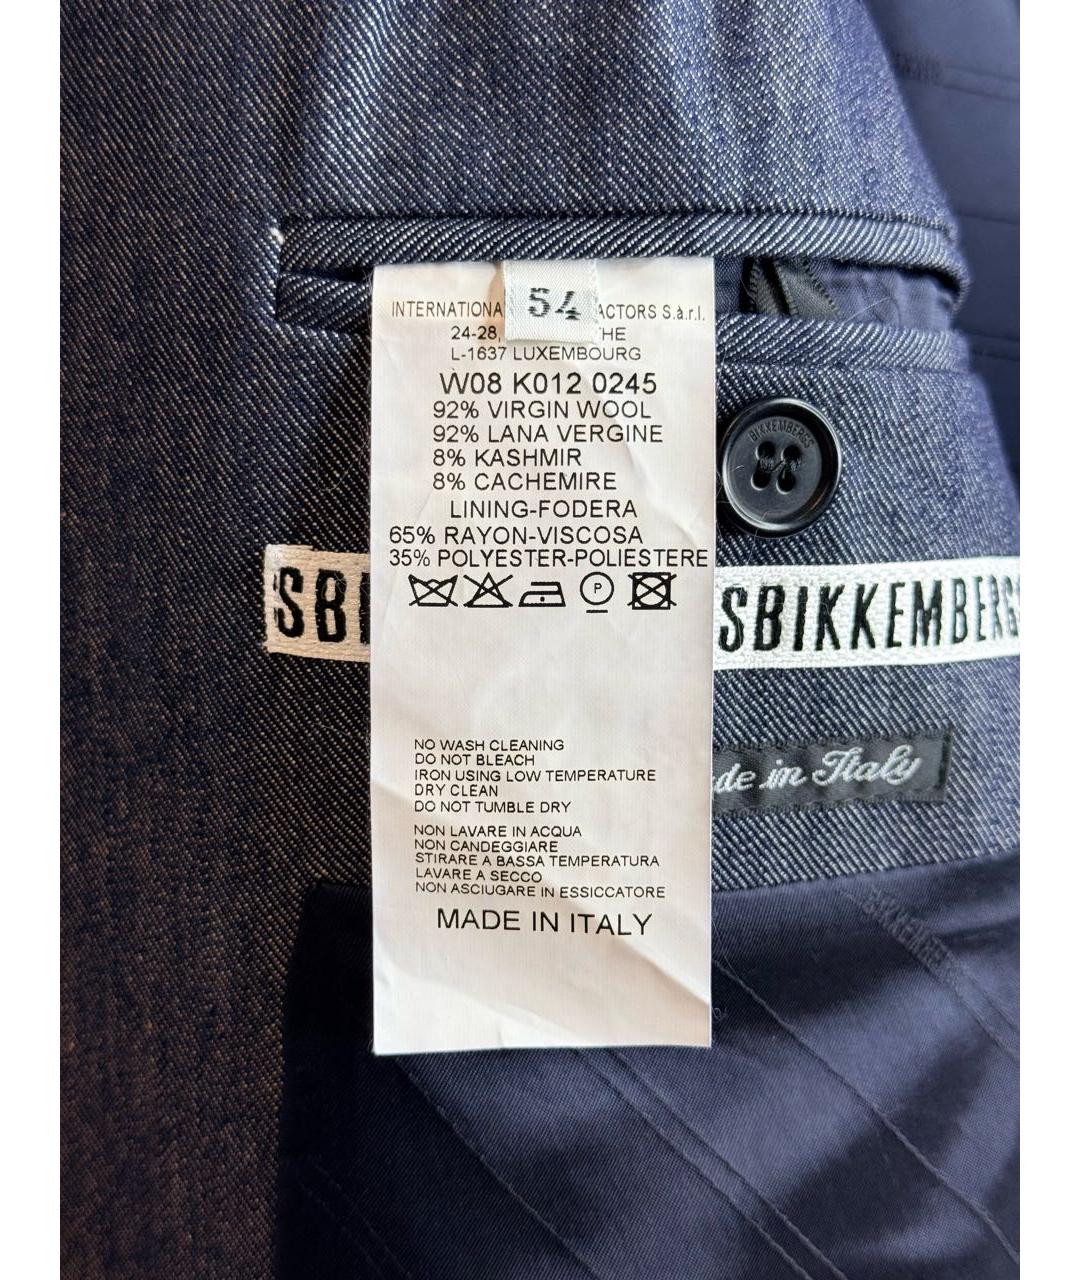 54
INTERNATIONA ACTORS S.à.r.l.
24-28, THE
L-1637 LUXEMBOURG
W08 K012 0245
92% VIRGIN WOOL
92% LANA VERGINE
8% KASHMIR
8% CACHEMIRE
LINING-FODERA
65% RAYON-VISCOSA
35% POLYESTER-POLIESTERE
P
BIKKEMBERGS
SB SBIKKEMBERGS
NO WASH CLEANING
DO NOT BLEACH
IRON USING LOW TEMPERATURE
DRY CLEAN
DO NOT TUMBLE DRY
de in Italy
NON LAVARE IN ACQUA
NON CANDEGGIARE
STIRARE A BASSA TEMPERATURA
LAVARE A SECCO
NON ASCIUGARE IN ESSICCATORE
MADE IN ITALY